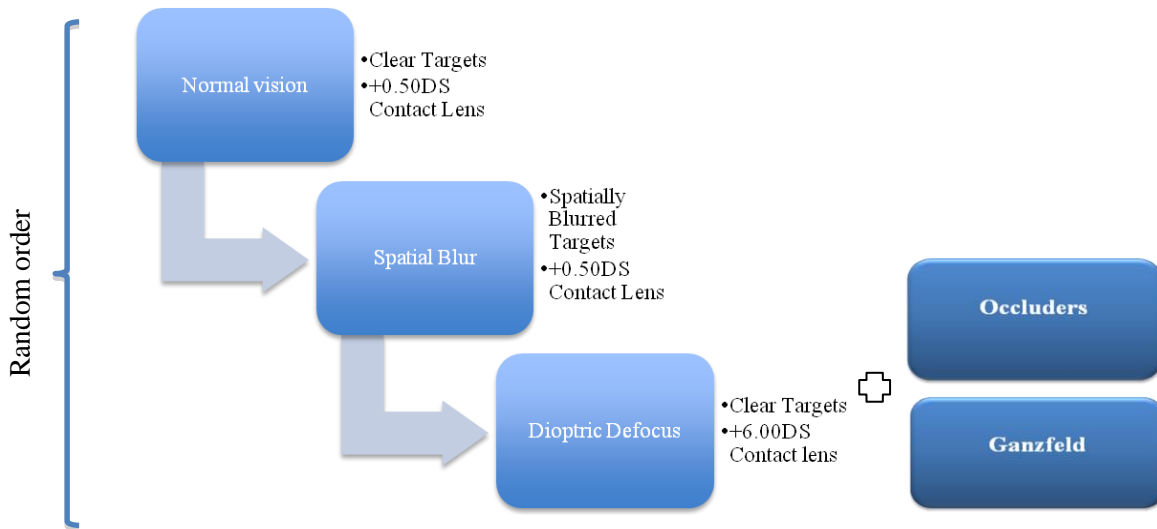 Random order
Normal vision
•Clear Targets
•+0.50DS
Contact Lens
Spatial Blur
•Spatially
Blurred
Targets
•+0.50DS
Contact Lens
Dioptric Defocus
•Clear Targets
•+6.00DS
Contact lens
Occluders
Ganzfeld